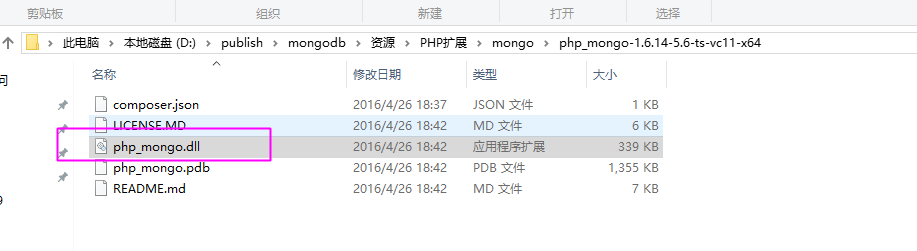 剪贴板 组织 新建 打开 选择
此电脑 本地磁盘 (D:) publish mongodb 资源 PHP扩展 mongo php_mongo-1.6.14-5.6-ts-vc11-x64
名称 修改日期 类型 大小
问
composer.json 2016/4/26 18:37 JSON 文件 1 KB
LICENSE.MD 2016/4/26 18:42 MD 文件 6 KB
php_mongo.dll 2016/4/26 18:42 应用程序扩展 339 KB
php_mongo.pdb 2016/4/26 18:42 PDB 文件 1,355 KB
README.md 2016/4/26 18:42 MD 文件 7 KB
9